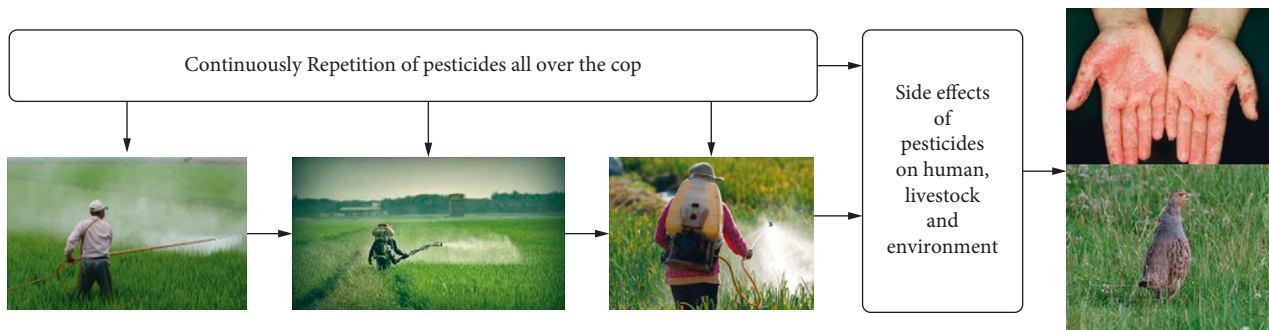 Continuously Repetition of pesticides all over the cop
Side effects
of
pesticides
on human,
livestock
and
environment